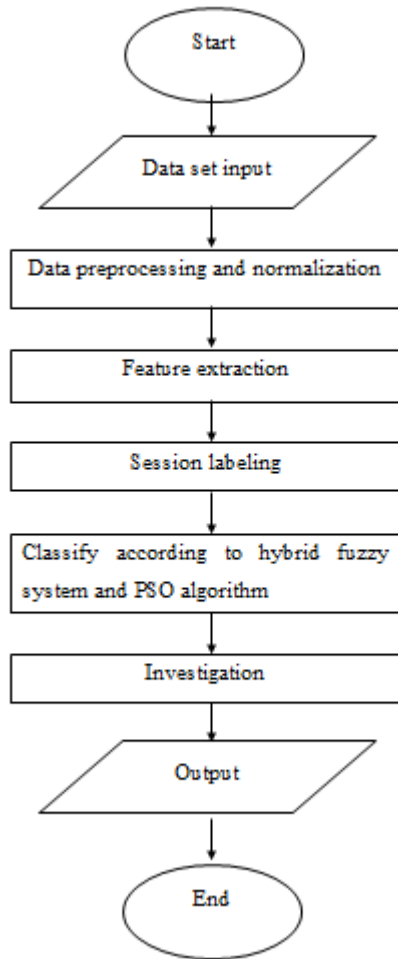 Start
Data set input
Data preprocessing and normalization
Feature extraction
Session labeling
Classify according to hybrid fuzzy
system and PSO algorithm
Investigation
Output
End